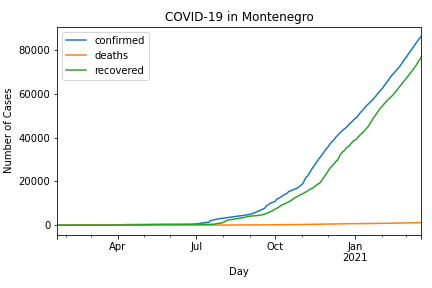 COVID-19 in Montenegro
confirmed
deaths
recovered
Number of Cases
80000
60000
40000
20000
0
Apr
Jul
Oct
Jan
2021
Day